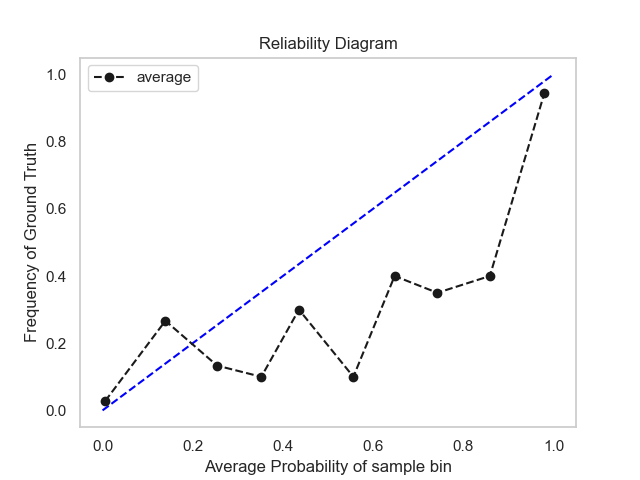 Reliability Diagram
average
Frequency of Ground Truth
1.0
0.8
0.6
0.4
0.2
0.0
0.0 0.2 0.4 0.6 0.8 1.0
Average Probability of sample bin